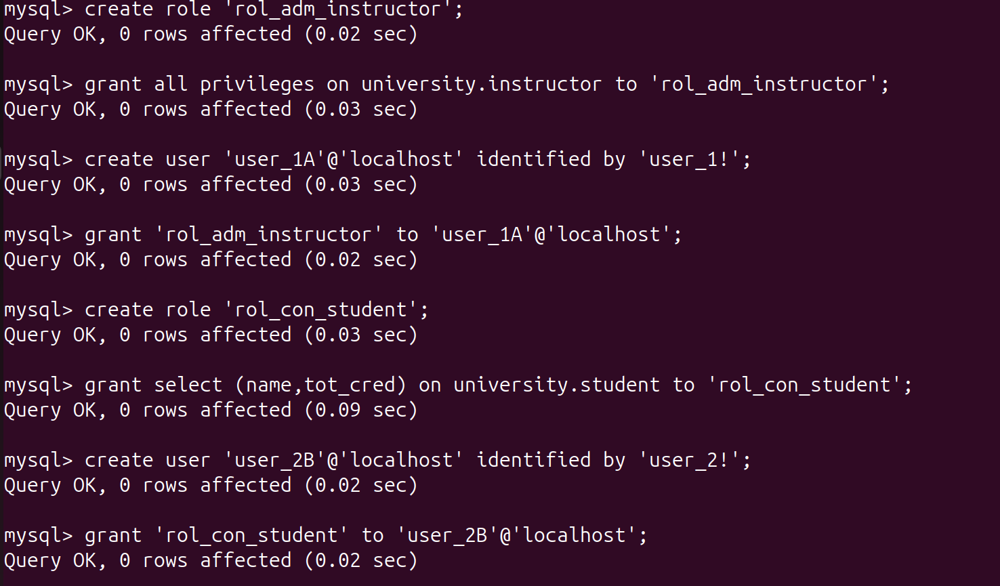 mysql> create role 'rol_adm_instructor';
Query OK, 0 rows affected (0.02 sec)
mysql> grant all privileges on university.instructor to 'rol_adm_instructor';
Query OK, 0 rows affected (0.03 sec)
mysql> create user 'user_1A'@'localhost' identified by 'user_1!';
Query OK, 0 rows affected (0.03 sec)
mysql> grant 'rol_adm_instructor' to 'user_1A'@'localhost';
Query OK, 0 rows affected (0.02 sec)
mysql> create role 'rol_con_student';
Query OK, 0 rows affected (0.03 sec)
mysql> grant select (name,tot_cred) on university.student to 'rol_con_student';
Query OK, 0 rows affected (0.09 sec)
mysql> create user 'user_2B'@'localhost' identified by 'user_2!';
Query OK, 0 rows affected (0.02 sec)
mysql> grant 'rol_con_student' to 'user_2B'@'localhost';
Query OK, 0 rows affected (0.02 sec)